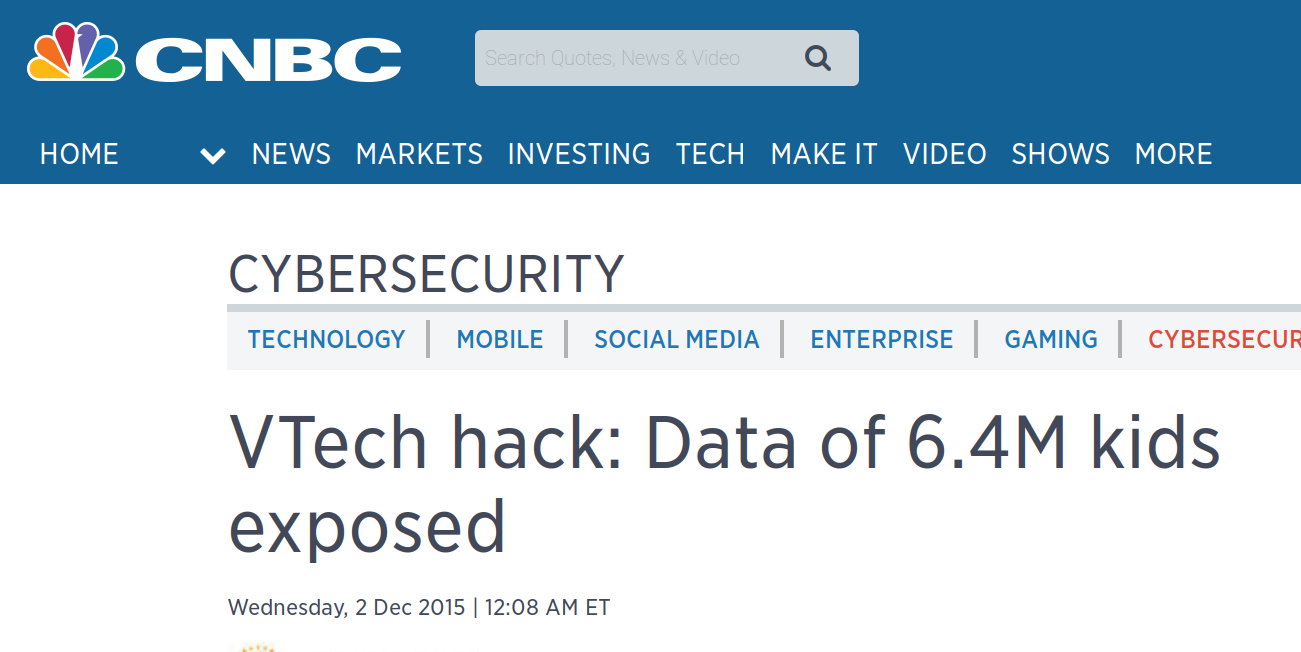 CNBC
Search Quotes, News & Video
HOME NEWS MARKETS INVESTING TECH MAKE IT VIDEO SHOWS MORE
CYBERSECURITY
TECHNOLOGY | MOBILE | SOCIAL MEDIA | ENTERPRISE | GAMING | CYBERSECUR
VTech hack: Data of 6.4M kids
exposed
Wednesday, 2 Dec 2015 | 12:08 AM ET